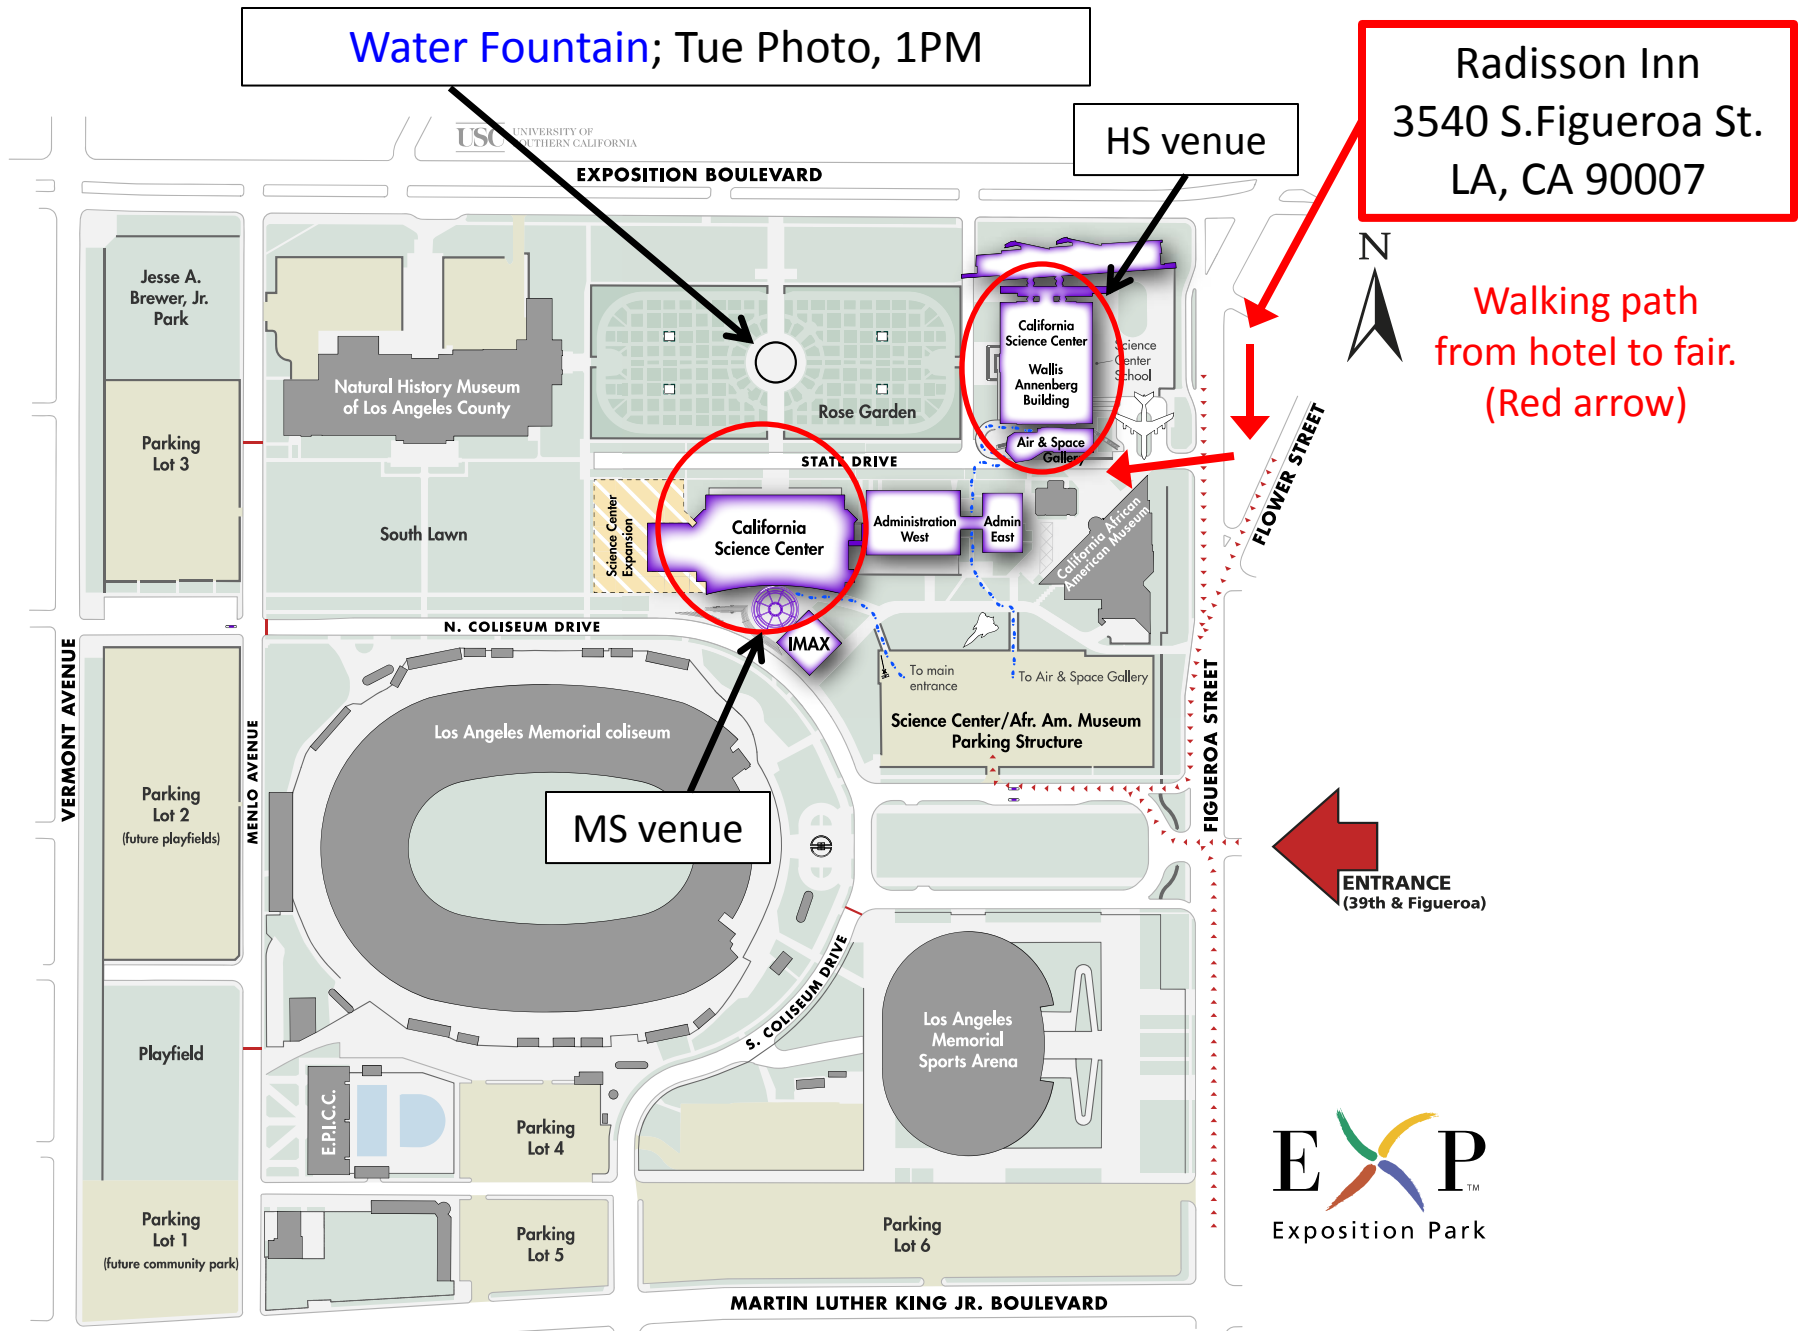 Water Fountain; Tue Photo, 1PM
Radisson Inn
3540 S.Figueroa St.
LA, CA 90007
HS venue
USC UNIVERSITY OF
SOUTHERN CALIFORNIA
EXPOSITION BOULEVARD
N
Walking path
from hotel to fair.
(Red arrow)
Jesse A.
Brewer, Jr.
Park
Natural History Museum
of Los Angeles County
Rose Garden
California
Science Center
Wallis
Annenberg
Building
Science
Center
School
Air & Space
Gallery
Parking
Lot 3
STATE DRIVE
FLOWER STREET
South Lawn
Science Center
Expansion
California
Science Center
Administration
West
Admin
East
California African
American Museum
N. COLISEUM DRIVE
IMAX
To main
entrance
To Air & Space Gallery
Science Center/Afr. Am. Museum
Parking Structure
VERMONT AVENUE
MENLO AVENUE
FIGUEROA STREET
Los Angeles Memorial coliseum
Parking
Lot 2
(future playfields)
MS venue
ENTRANCE
(39th & Figueroa)
S. COLISEUM DRIVE
Los Angeles
Memorial
Sports Arena
Playfield
E.P.I.C.C.
Parking
Lot 4
Parking
Lot 1
(future community park)
Parking
Lot 5
Parking
Lot 6
E P
TM
Exposition Park
MARTIN LUTHER KING JR. BOULEVARD